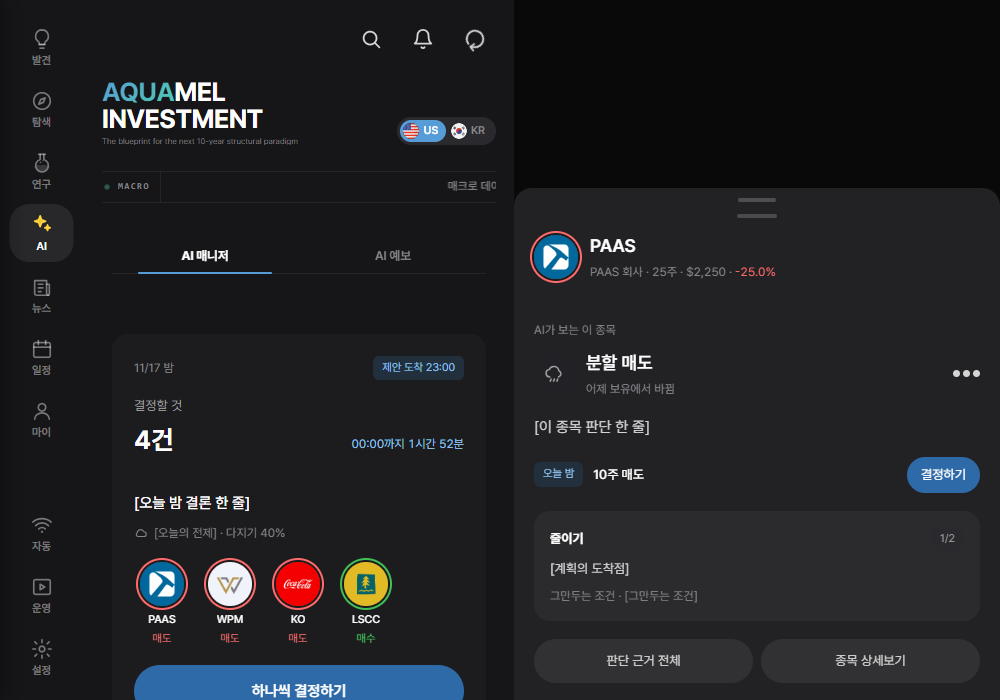 발견
탐색
연구
AI
뉴스
일정
마이
자동
운영
설정
AQUAMEL
INVESTMENT
The blueprint for the next 10-year structural paradigm
US
KR
MACRO
매크로 데이
AI 매니저
AI 예보
11/17 밤
제안 도착 23:00
결정할 것
4건
00:00까지 1시간 52분
[오늘 밤 결론 한 줄]
[오늘의 전제] · 다지기 40%
Coca-Cola
PAAS
WPM
KO
LSCC
매도
매도
매도
매수
하나씩 결정하기
PAAS
PAAS 회사 · 25주 · $2,250 · -25.0%
AI가 보는 이 종목
분할 매도
어제 보유에서 바뀜
[이 종목 판단 한 줄]
오늘 밤
10주 매도
결정하기
줄이기
1/2
[계획의 도착점]
그만두는 조건 · [그만두는 조건]
판단 근거 전체
종목 상세보기